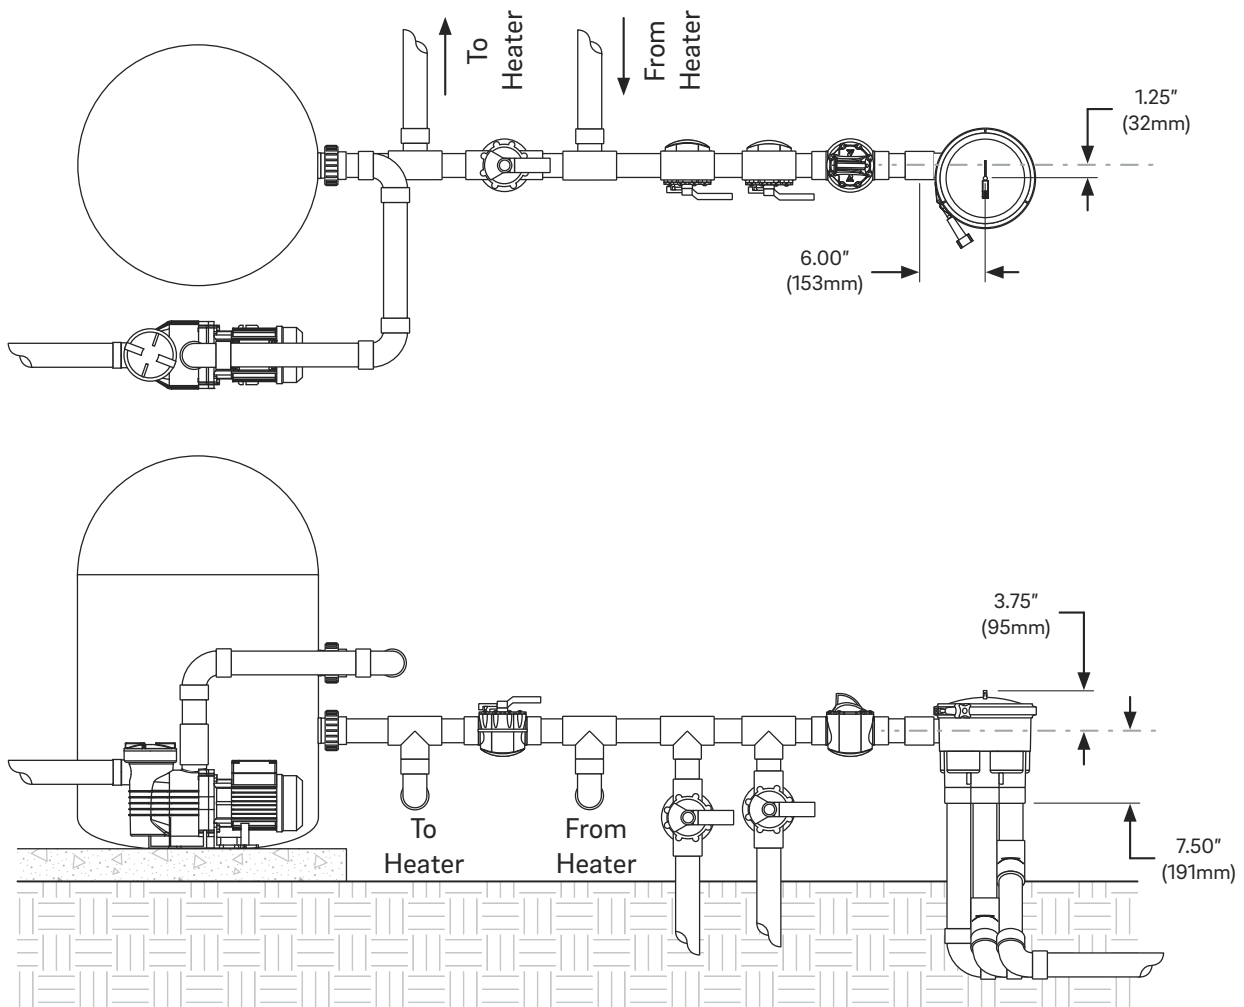 To
Heater
From
Heater
1.25"
(32mm)
6.00"
(153mm)
3.75"
(95mm)
To
Heater
From
Heater
7.50"
(191mm)